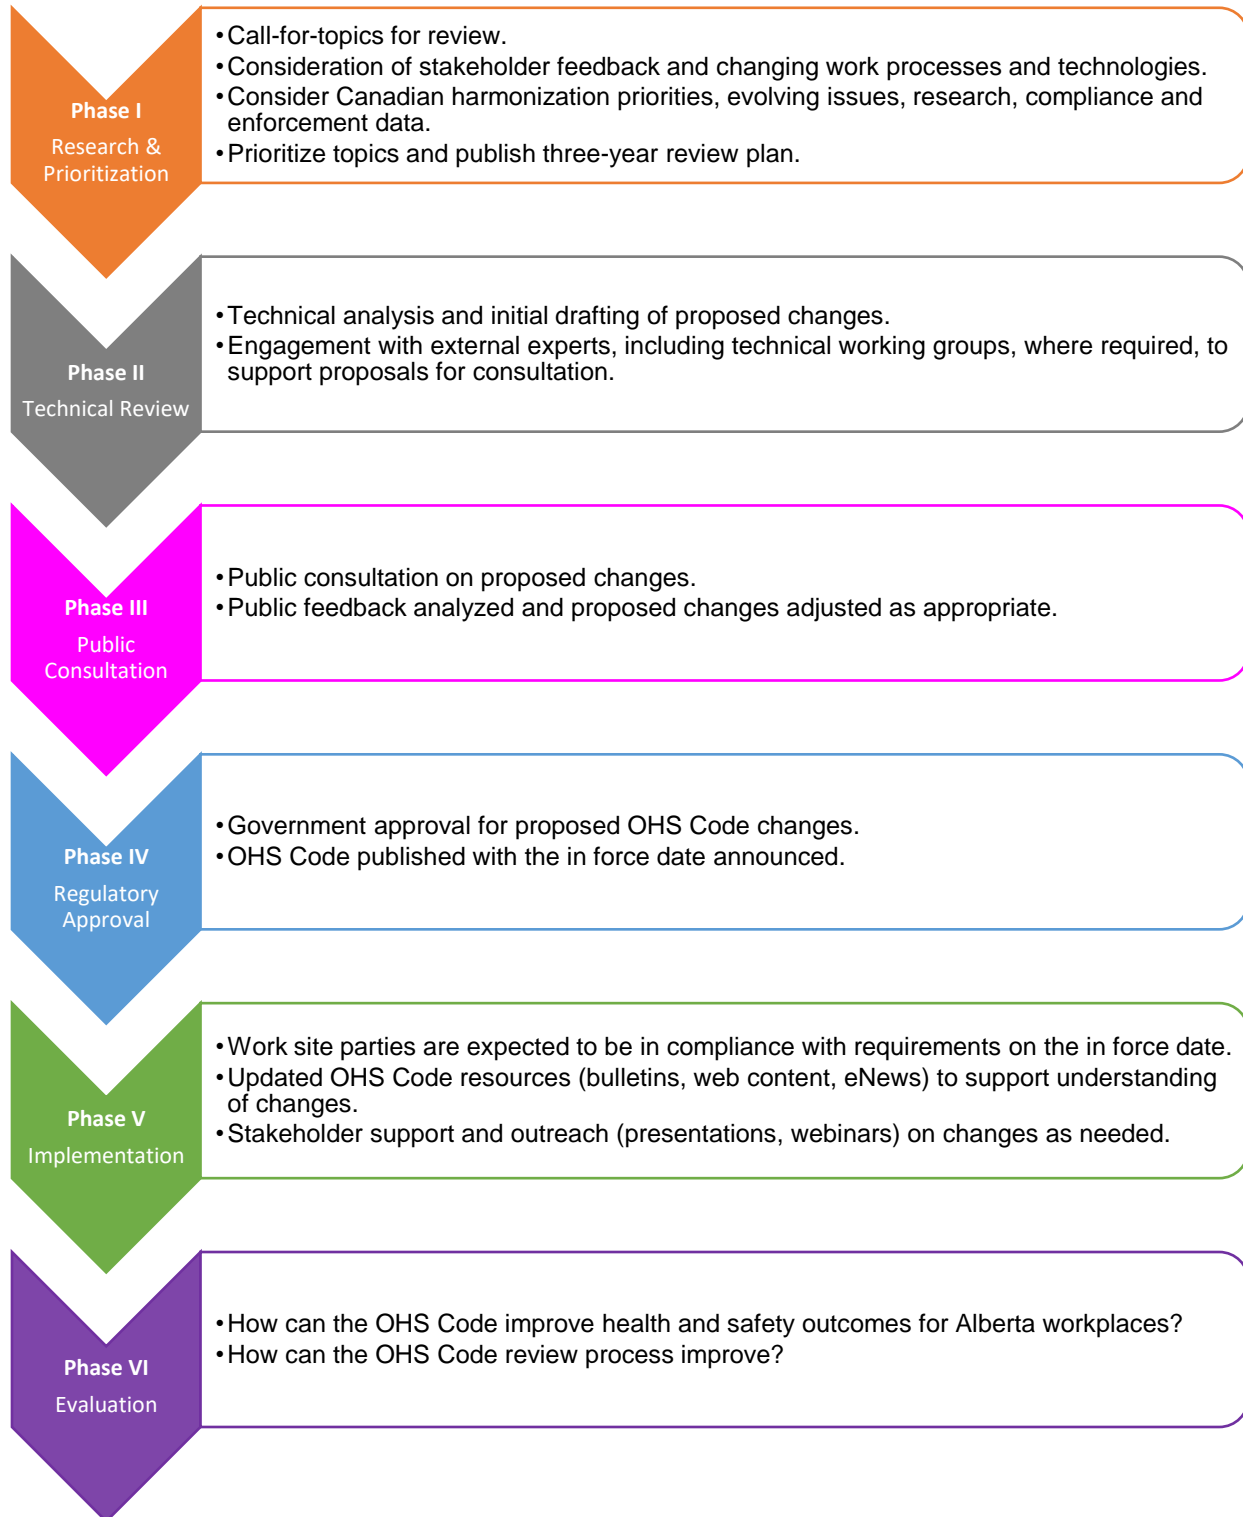 Phase I
Research &
Prioritization
•Call-for-topics for review.
•Consideration of stakeholder feedback and changing work processes and technologies.
•Consider Canadian harmonization priorities, evolving issues, research, compliance and
enforcement data.
•Prioritize topics and publish three-year review plan.
Phase II
Technical Review
•Technical analysis and initial drafting of proposed changes.
•Engagement with external experts, including technical working groups, where required, to
support proposals for consultation.
Phase III
Public
Consultation
•Public consultation on proposed changes.
•Public feedback analyzed and proposed changes adjusted as appropriate.
Phase IV
Regulatory
Approval
•Government approval for proposed OHS Code changes.
•OHS Code published with the in force date announced.
Phase V
Implementation
•Work site parties are expected to be in compliance with requirements on the in force date.
•Updated OHS Code resources (bulletins, web content, eNews) to support understanding
of changes.
•Stakeholder support and outreach (presentations, webinars) on changes as needed.
Phase VI
Evaluation
•How can the OHS Code improve health and safety outcomes for Alberta workplaces?
•How can the OHS Code review process improve?